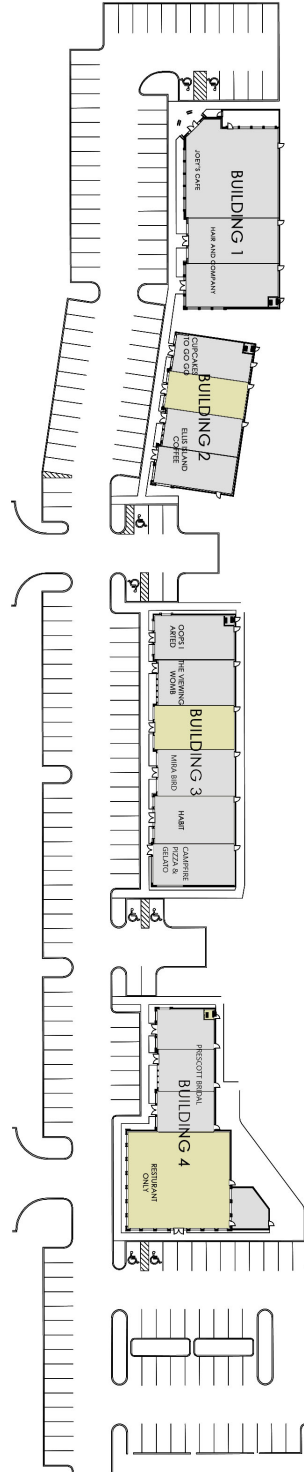 BUILDING 1
JOEY'S CAFE
HAIR AND COMPANY
BUILDING 2
CUPCAKES
TO GO GO
ELLIS ISLAND
COFFEE
BUILDING 3
OOPS I
ARTED
THE VIEWING
WOMB
MIRA BIRD
HABIT
CAMPFIRE
PIZZA &
GELATO
BUILDING 4
PRESCOTT BRIDAL
RESTURANT
ONLY